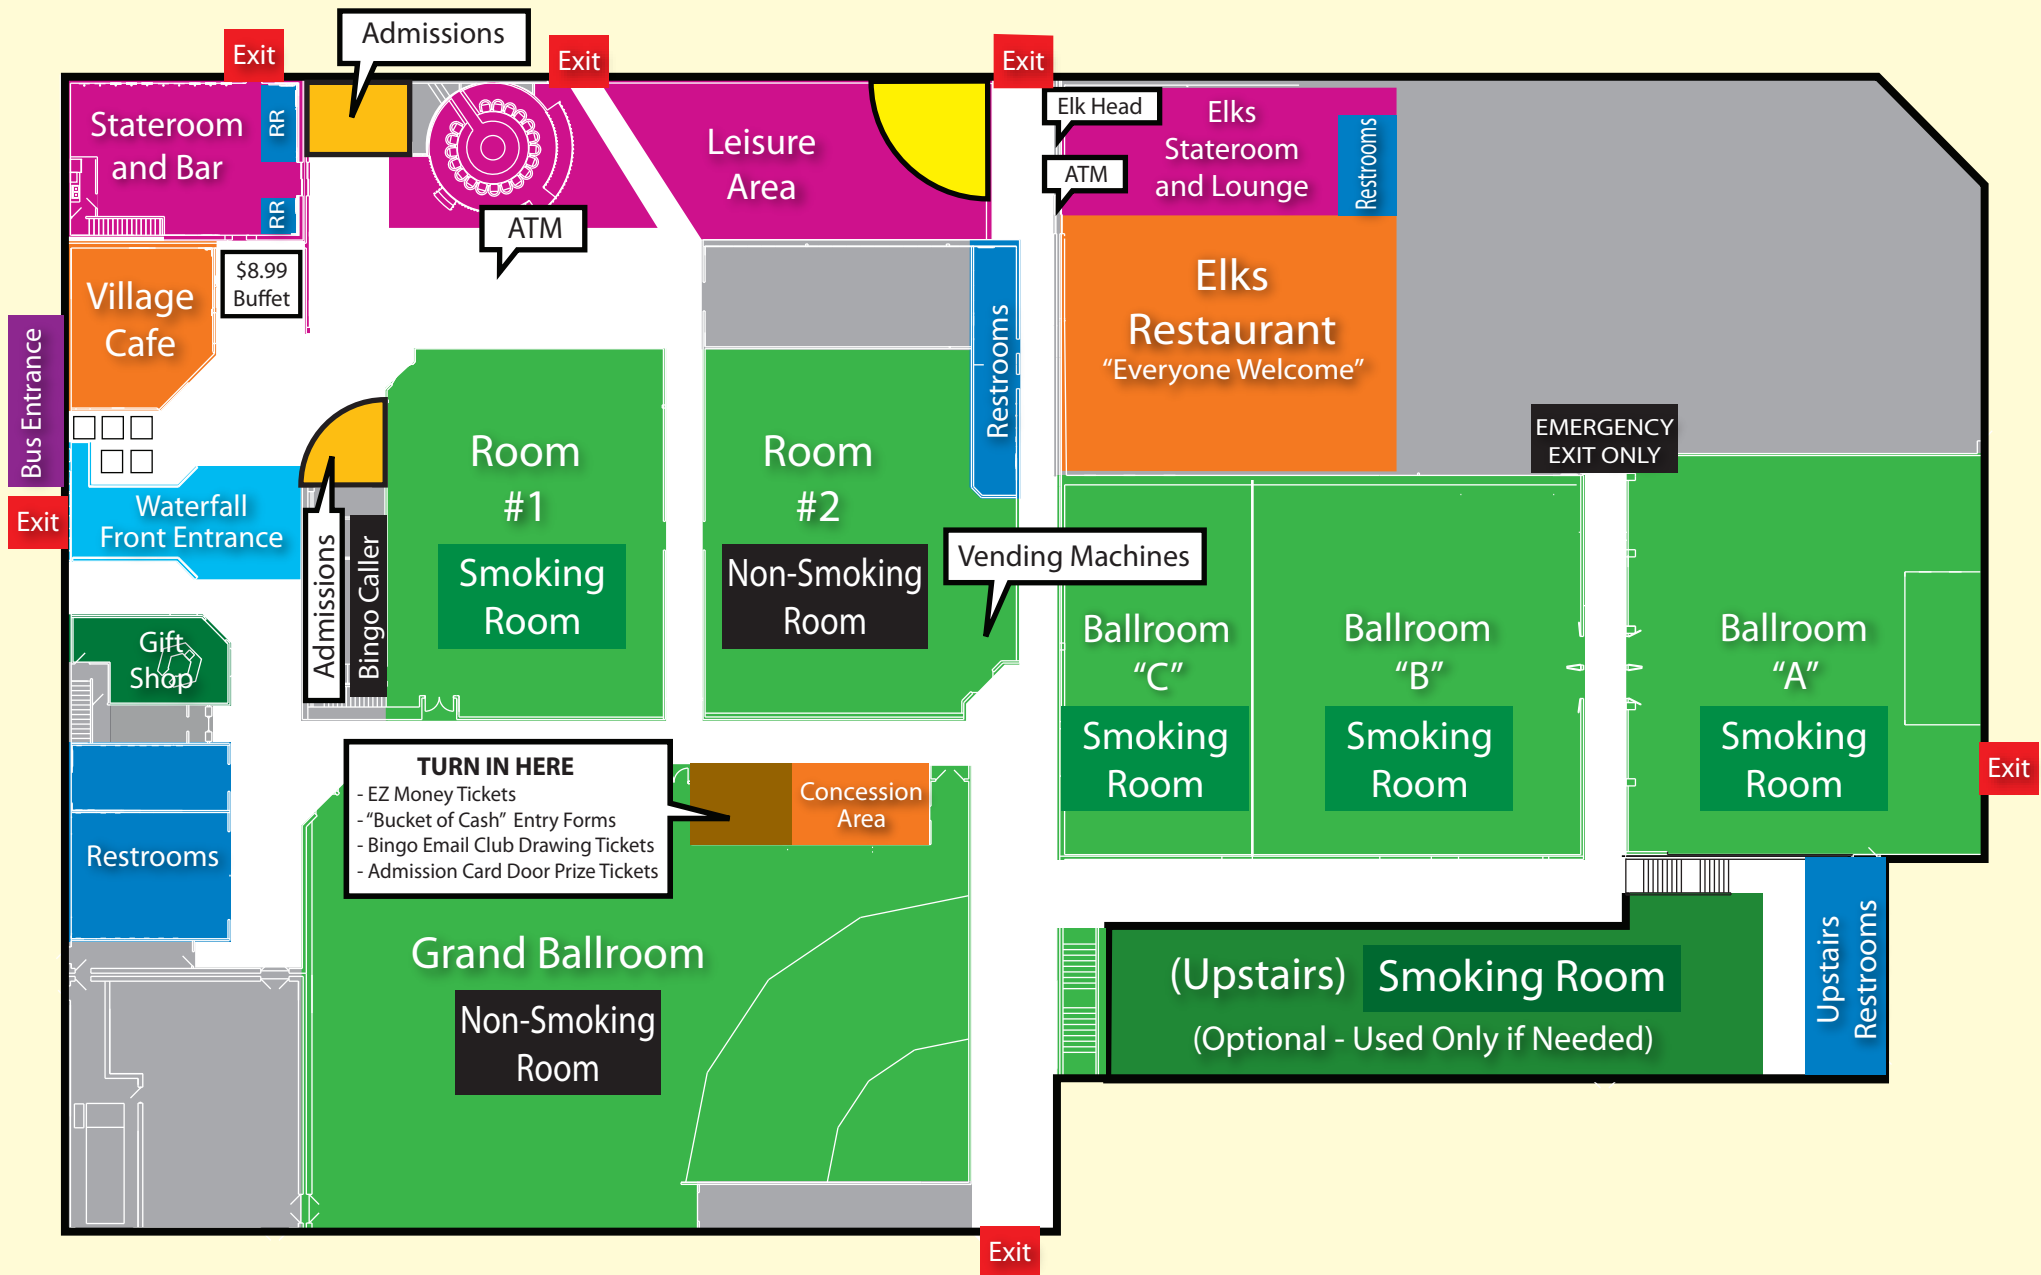 Exit
Admissions
Exit
Exit
Stateroom
and Bar
RR
RR
Leisure
Area
Elk Head
ATM
Elks
Stateroom
and Lounge
Restrooms
ATM
$8.99
Buffet
Village
Cafe
Bus Entrance
Exit
Waterfall
Front Entrance
Admissions
Bingo Caller
Room
#1
Smoking
Room
Room
#2
Non-Smoking
Room
Restrooms
Elks
Restaurant
“Everyone Welcome”
EMERGENCY
EXIT ONLY
Vending Machines
Gift
Shop
Ballroom
“C”
Smoking
Room
Ballroom
“B”
Smoking
Room
Ballroom
“A”
Smoking
Room
Exit
TURN IN HERE
- EZ Money Tickets
- “Bucket of Cash” Entry Forms
- Bingo Email Club Drawing Tickets
- Admission Card Door Prize Tickets
Concession
Area
Restrooms
Grand Ballroom
Non-Smoking
Room
(Upstairs) Smoking Room
(Optional - Used Only if Needed)
Upstairs
Restrooms
Exit